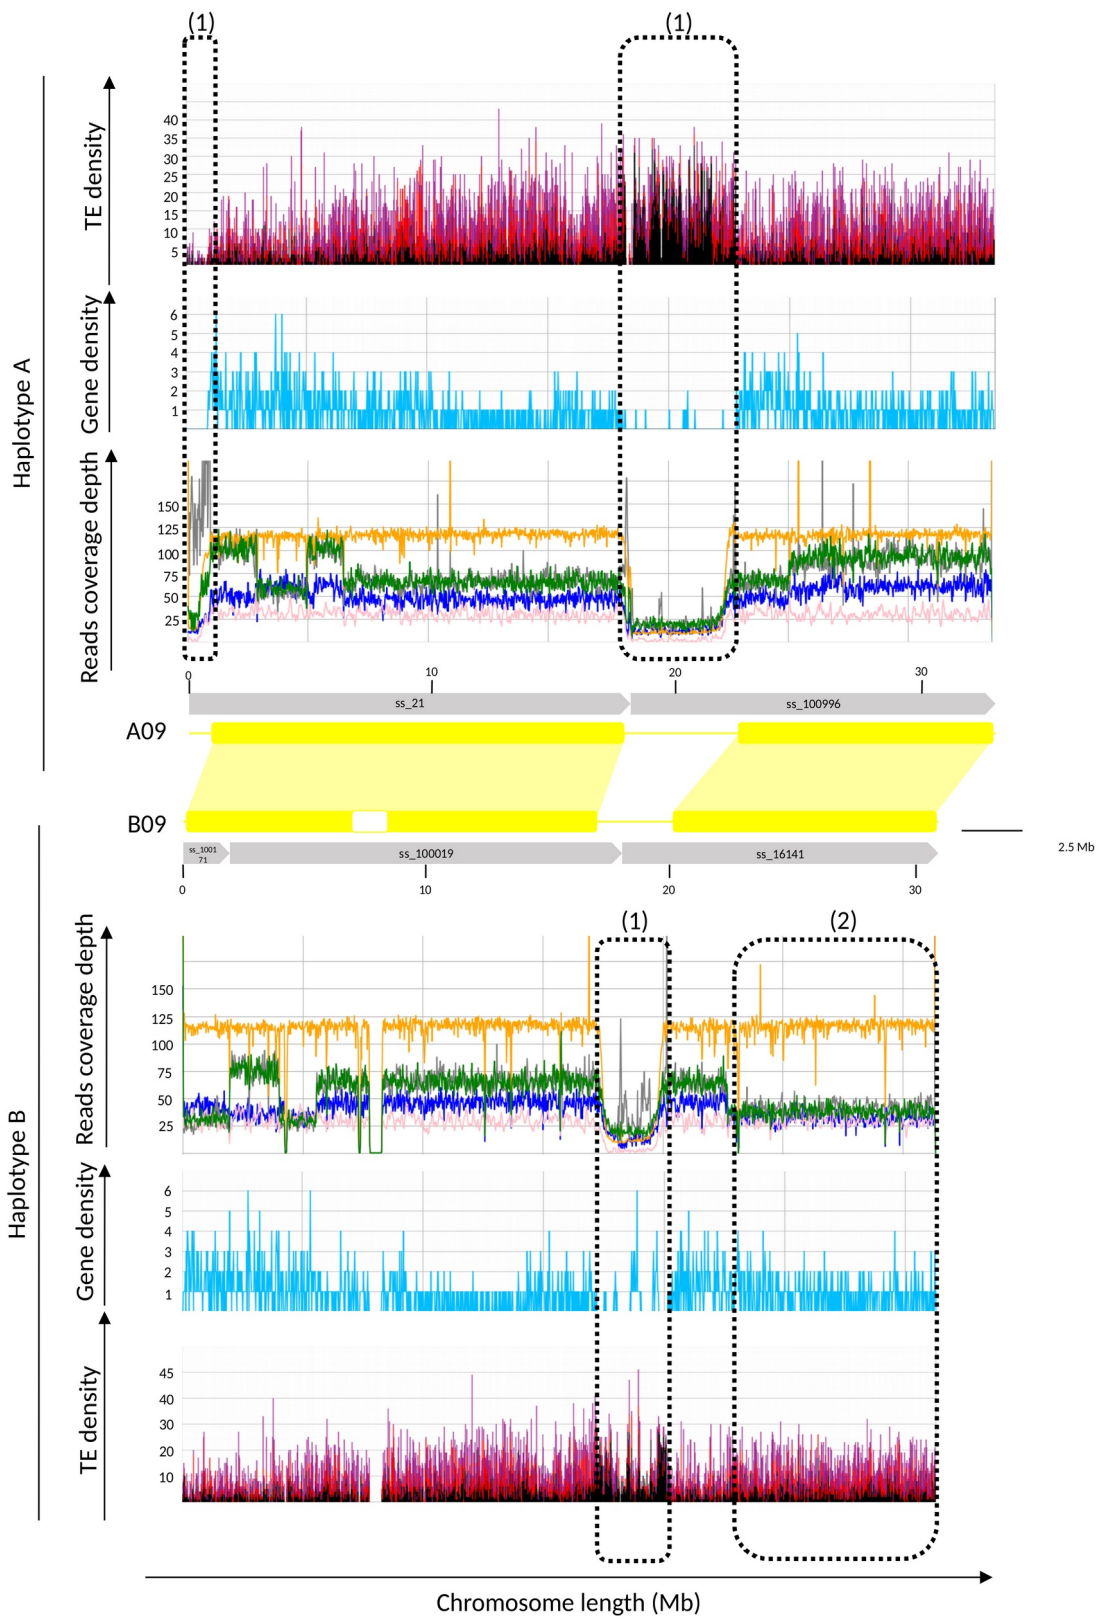 (1) (1)
Haplotype A
TE density
40
35
30
25
20
15
10
5
Gene density
6
5
4
3
2
1
Reads coverage depth
150
125
100
75
50
25
0 10 20 30
ss_21 ss_100996
A09
B09
2.5 Mb
ss_1001
71
ss_100019 ss_16141
0 10 20 30
Haplotype B
(1) (2)
Reads coverage depth
150
125
100
75
50
25
Gene density
6
5
4
3
2
1
TE density
45
40
30
20
10
Chromosome length (Mb)